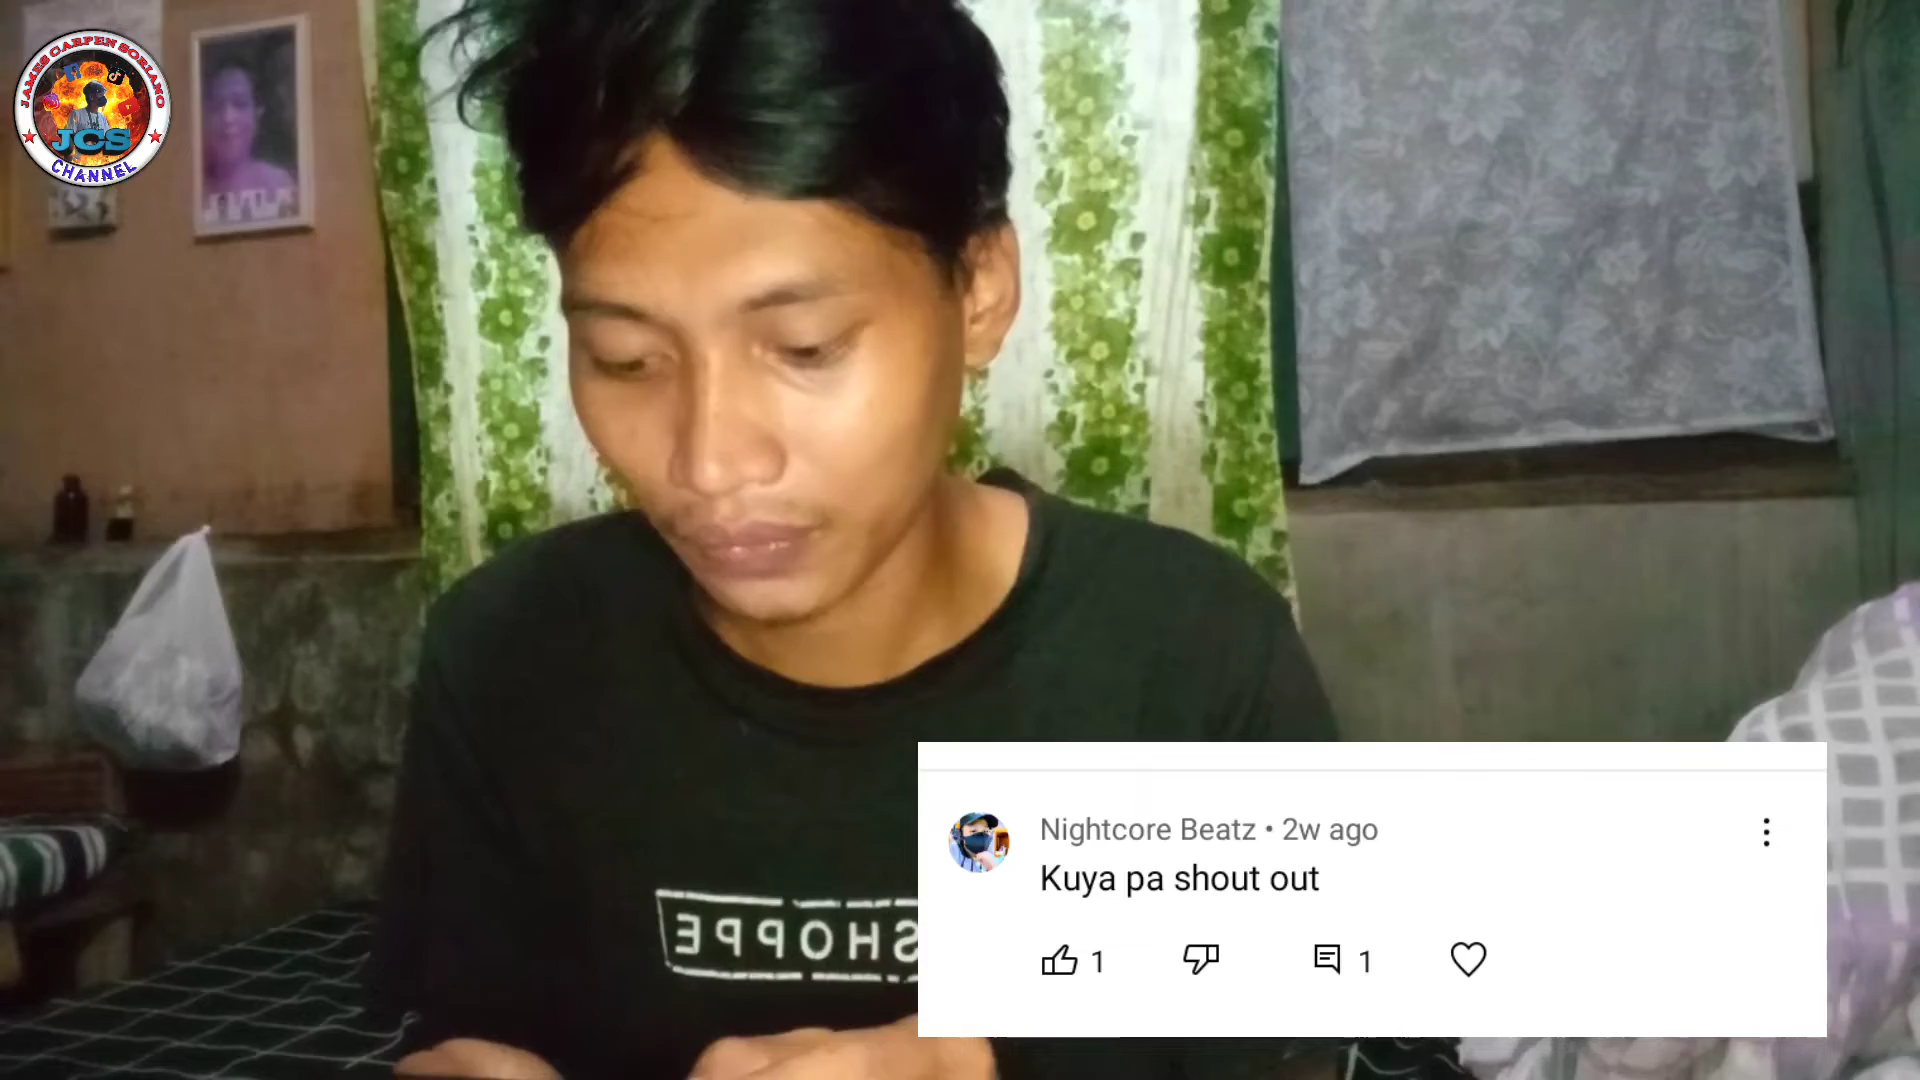 JAMES CARPEN SORIANO
JCS
CHANNEL
SHOPPE
Nightcore Beatz • 2w ago
Kuya pa shout out
1
1